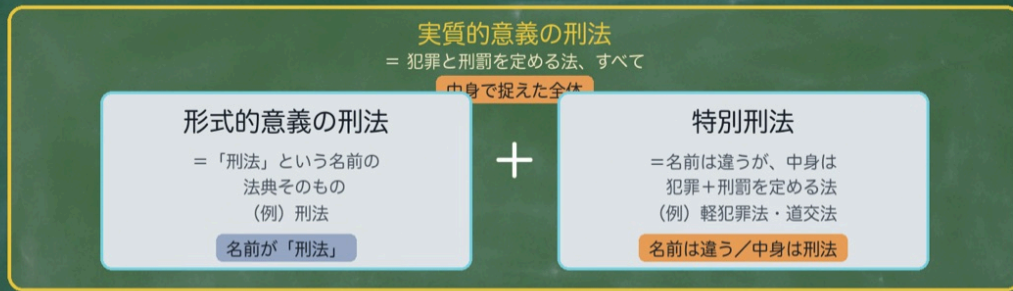 実質的意義の刑法
＝ 犯罪と刑罰を定める法、すべて
中身で捉えた全体
形式的意義の刑法
＝「刑法」という名前の
法典そのもの
（例）刑法
名前が「刑法」
＋
特別刑法
＝名前は違うが、中身は
犯罪＋刑罰を定める法
（例）軽犯罪法・道交法
名前は違う／中身は刑法